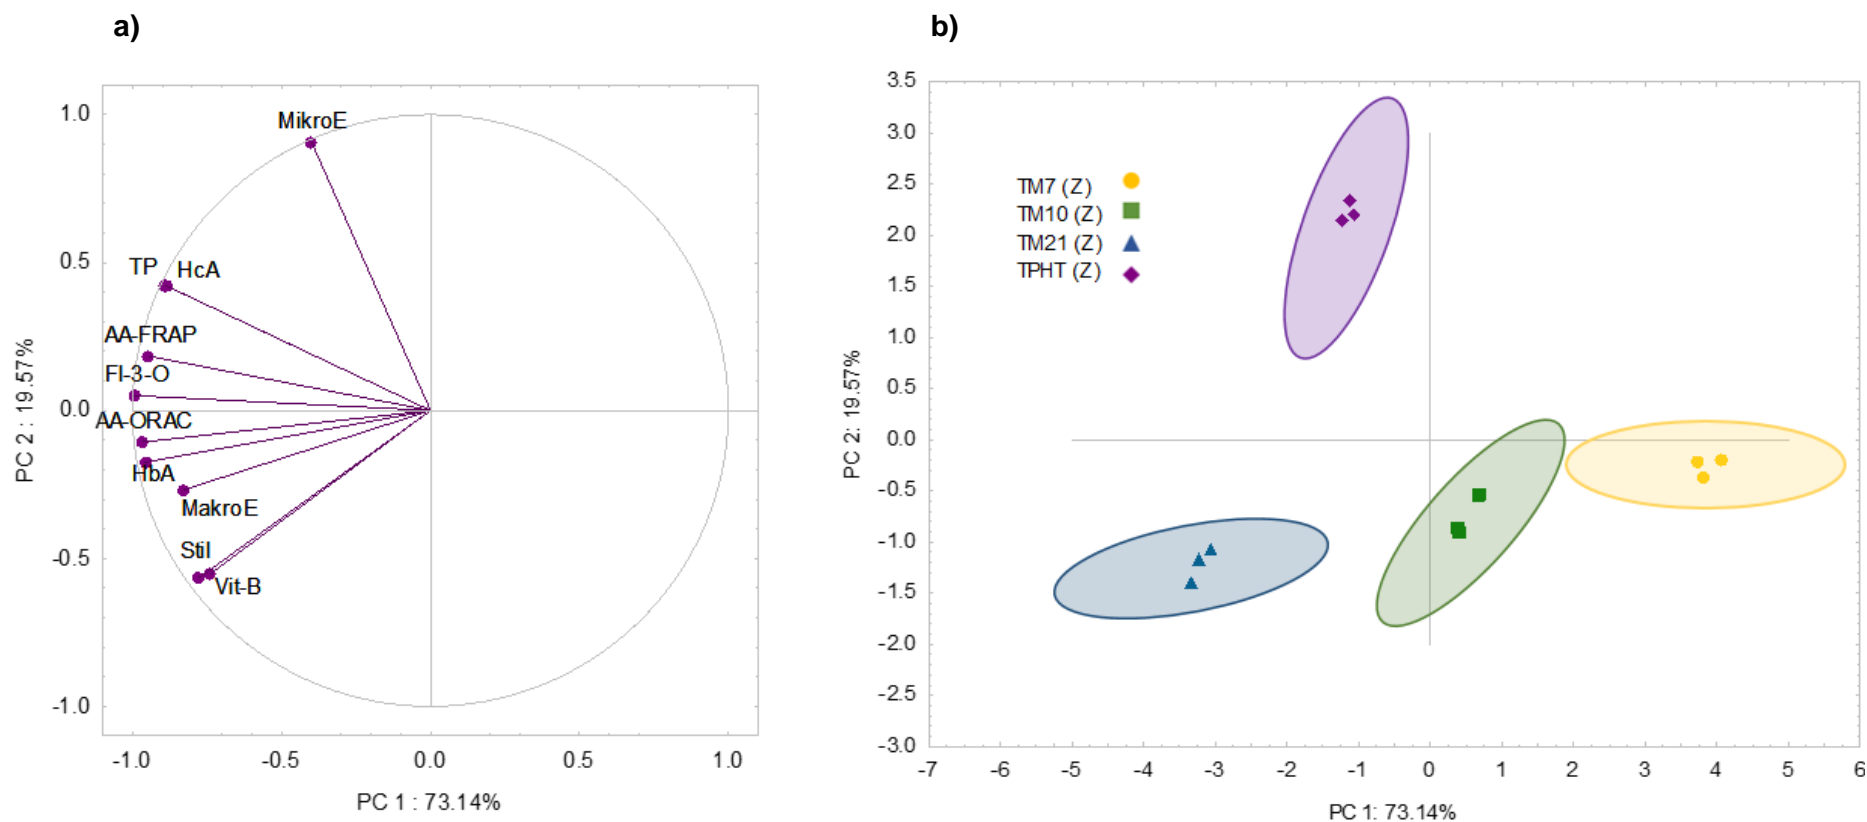 a)
1.0
0.5
0.0
-0.5
-1.0
PC 2 : 19.57%
MikroE
TP HcA
AA-FRAP
Fl-3-O
AA-ORAC
HbA
MakroE
Stil
Vit-B
-1.0 -0.5 0.0 0.5 1.0
PC 1 : 73.14%
b)
3.5
3.0
2.5
2.0
1.5
1.0
0.5
0.0
-0.5
-1.0
-1.5
-2.0
-2.5
-3.0
PC 2: 19.57%
TM7 (Z)
TM10 (Z)
TM21 (Z)
TPHT (Z)
-7 -6 -5 -4 -3 -2 -1 0 1 2 3 4 5 6
PC 1: 73.14%